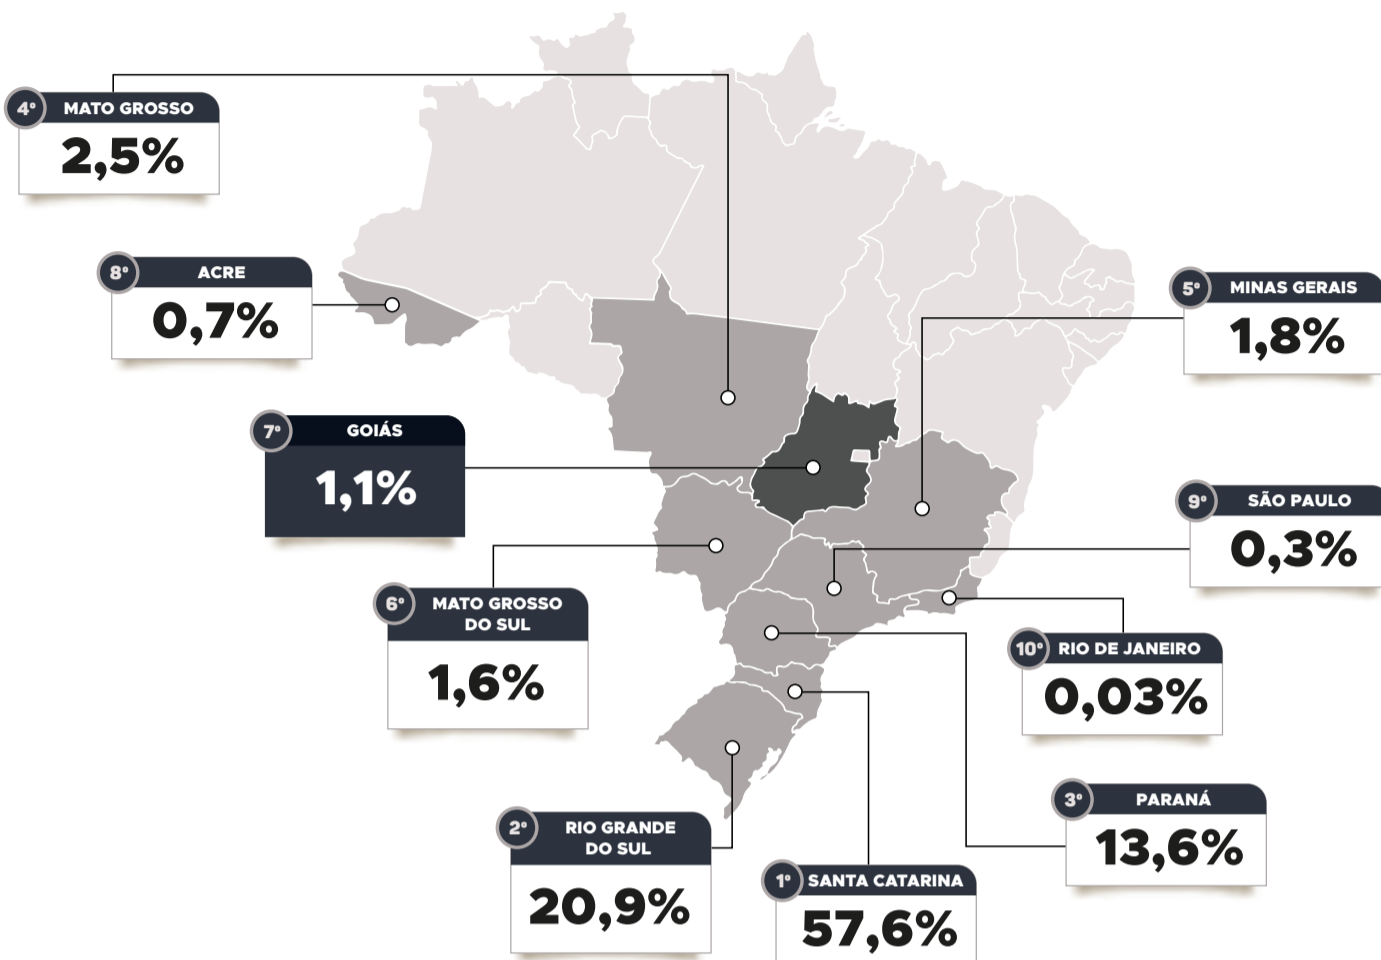 4º MATO GROSSO
2,5%
8º ACRE
0,7%
5º MINAS GERAIS
1,8%
7º GOIÁS
1,1%
9º SÃO PAULO
0,3%
6º MATO GROSSO
DO SUL
1,6%
10º RIO DE JANEIRO
0,03%
3º PARANÁ
13,6%
2º RIO GRANDE
DO SUL
20,9%
1º SANTA CATARINA
57,6%